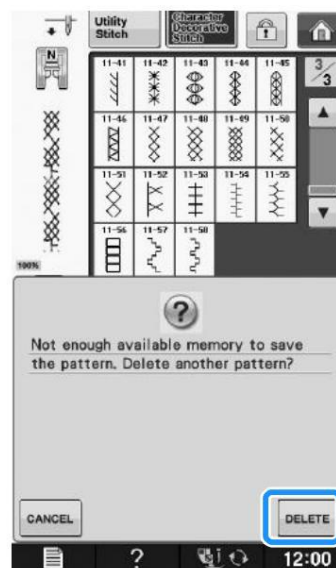 Utility
Stitch
Character
Decorative
Stitch
N
3/3
11-41 11-42 11-43 11-44 11-45
11-46 11-47 11-48 11-49 11-50
11-51 11-52 11-53 11-54 11-55
11-56 11-57 11-58
100%
?
Not enough available memory to save
the pattern. Delete another pattern?
CANCEL
DELETE
?
12:00